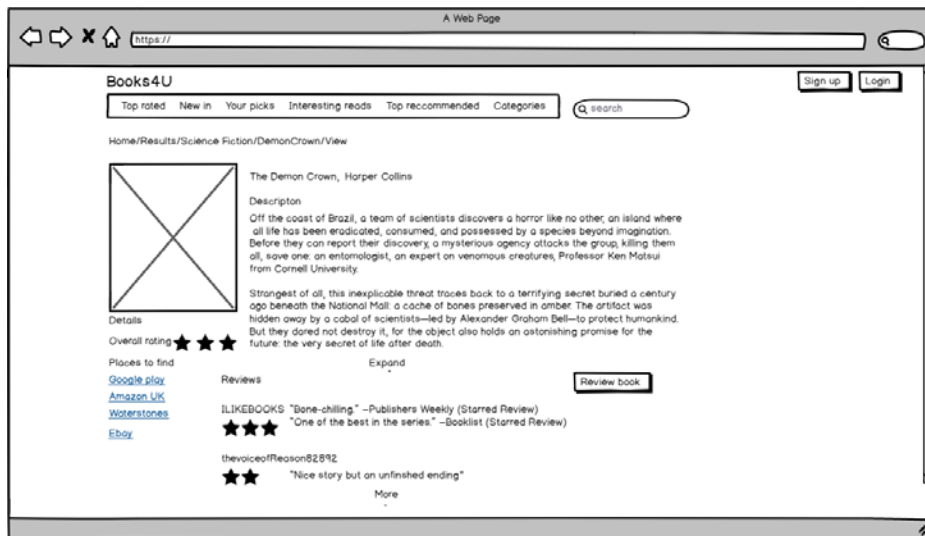 A Web Page
https://
Books4U
Sign up
Login
Top rated New in Your picks Interesting reads Top reccommended Categories
search
Home/Results/Science Fiction/DemonCrown/View
The Demon Crown, Harper Collins
Descripton
Off the coast of Brazil, a team of scientists discovers a horror like no other, an island where
all life has been eradicated, consumed, and possessed by a species beyond imagination.
Before they can report their discovery, a mysterious agency attacks the group, killing them
all, save one: an entomologist, an expert on venomous creatures, Professor Ken Matsui
from Cornell University.
Strangest of all, this inexplicable threat traces back to a terrifying secret buried a century
ago beneath the National Mall: a cache of bones preserved in amber. The artifact was
hidden away by a cabal of scientists—led by Alexander Graham Bell—to protect humankind.
But they dared not destroy it, for the object also holds an astonishing promise for the
future: the very secret of life after death.
Expand
Details
Overall rating
Places to find
Google play
Amazon UK
Waterstones
Ebay
Reviews
Review book
ILIKEBOOKS "Bone-chilling." –Publishers Weekly (Starred Review)
"One of the best in the series." –Booklist (Starred Review)
thevoiceofReason82892
"Nice story but an unfinshed ending"
More